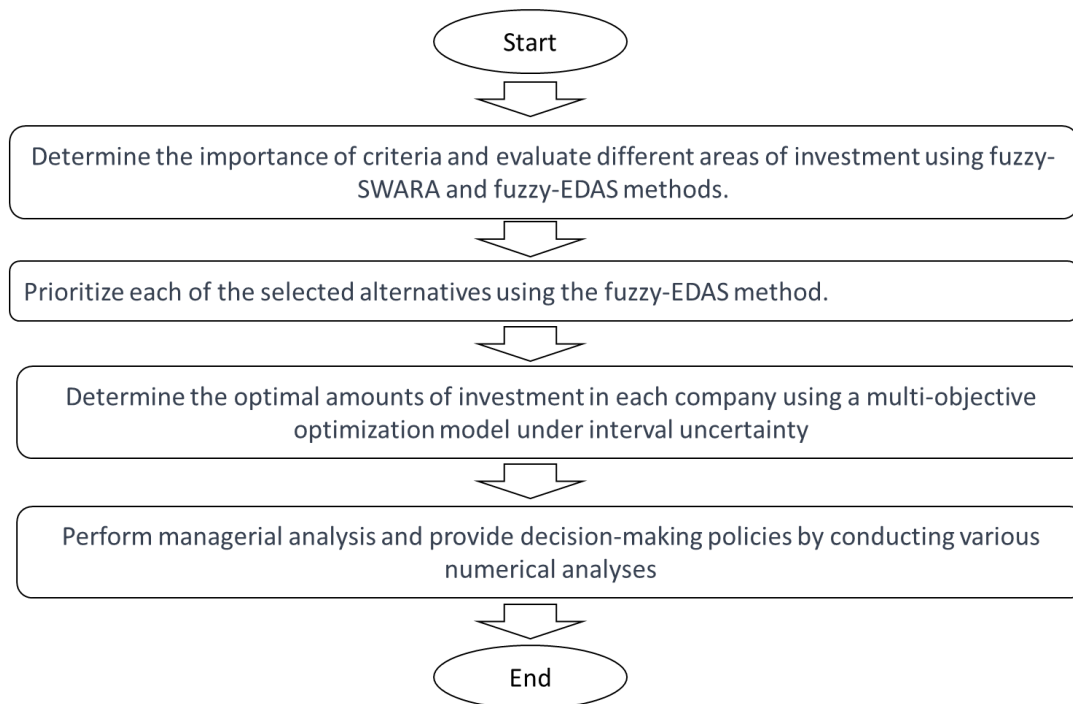 Start
Determine the importance of criteria and evaluate different areas of investment using fuzzy-
SWARA and fuzzy-EDAS methods.
Prioritize each of the selected alternatives using the fuzzy-EDAS method.
Determine the optimal amounts of investment in each company using a multi-objective
optimization model under interval uncertainty
Perform managerial analysis and provide decision-making policies by conducting various
numerical analyses
End